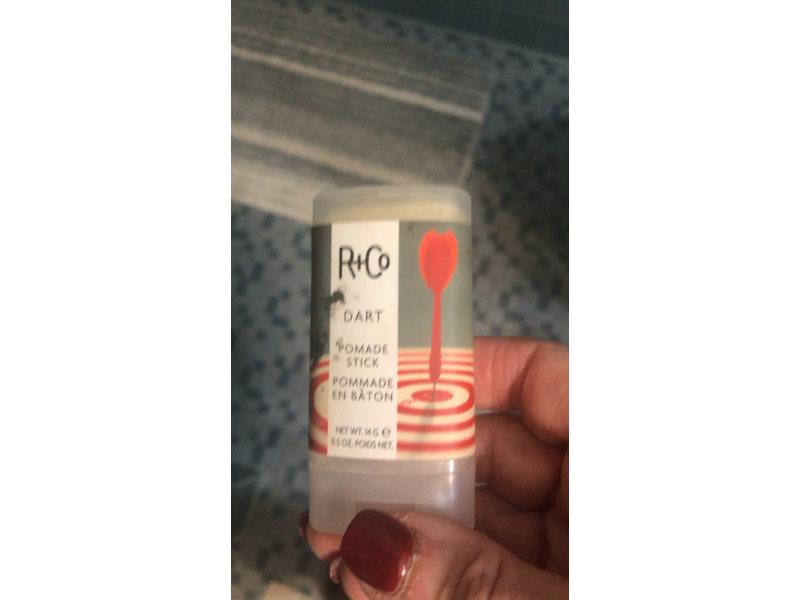 R+Co
DART
POMADE
STICK
POMMADE
EN BÂTON
NET WT. 14 G ℮
0.5 OZ. POIDS NET.